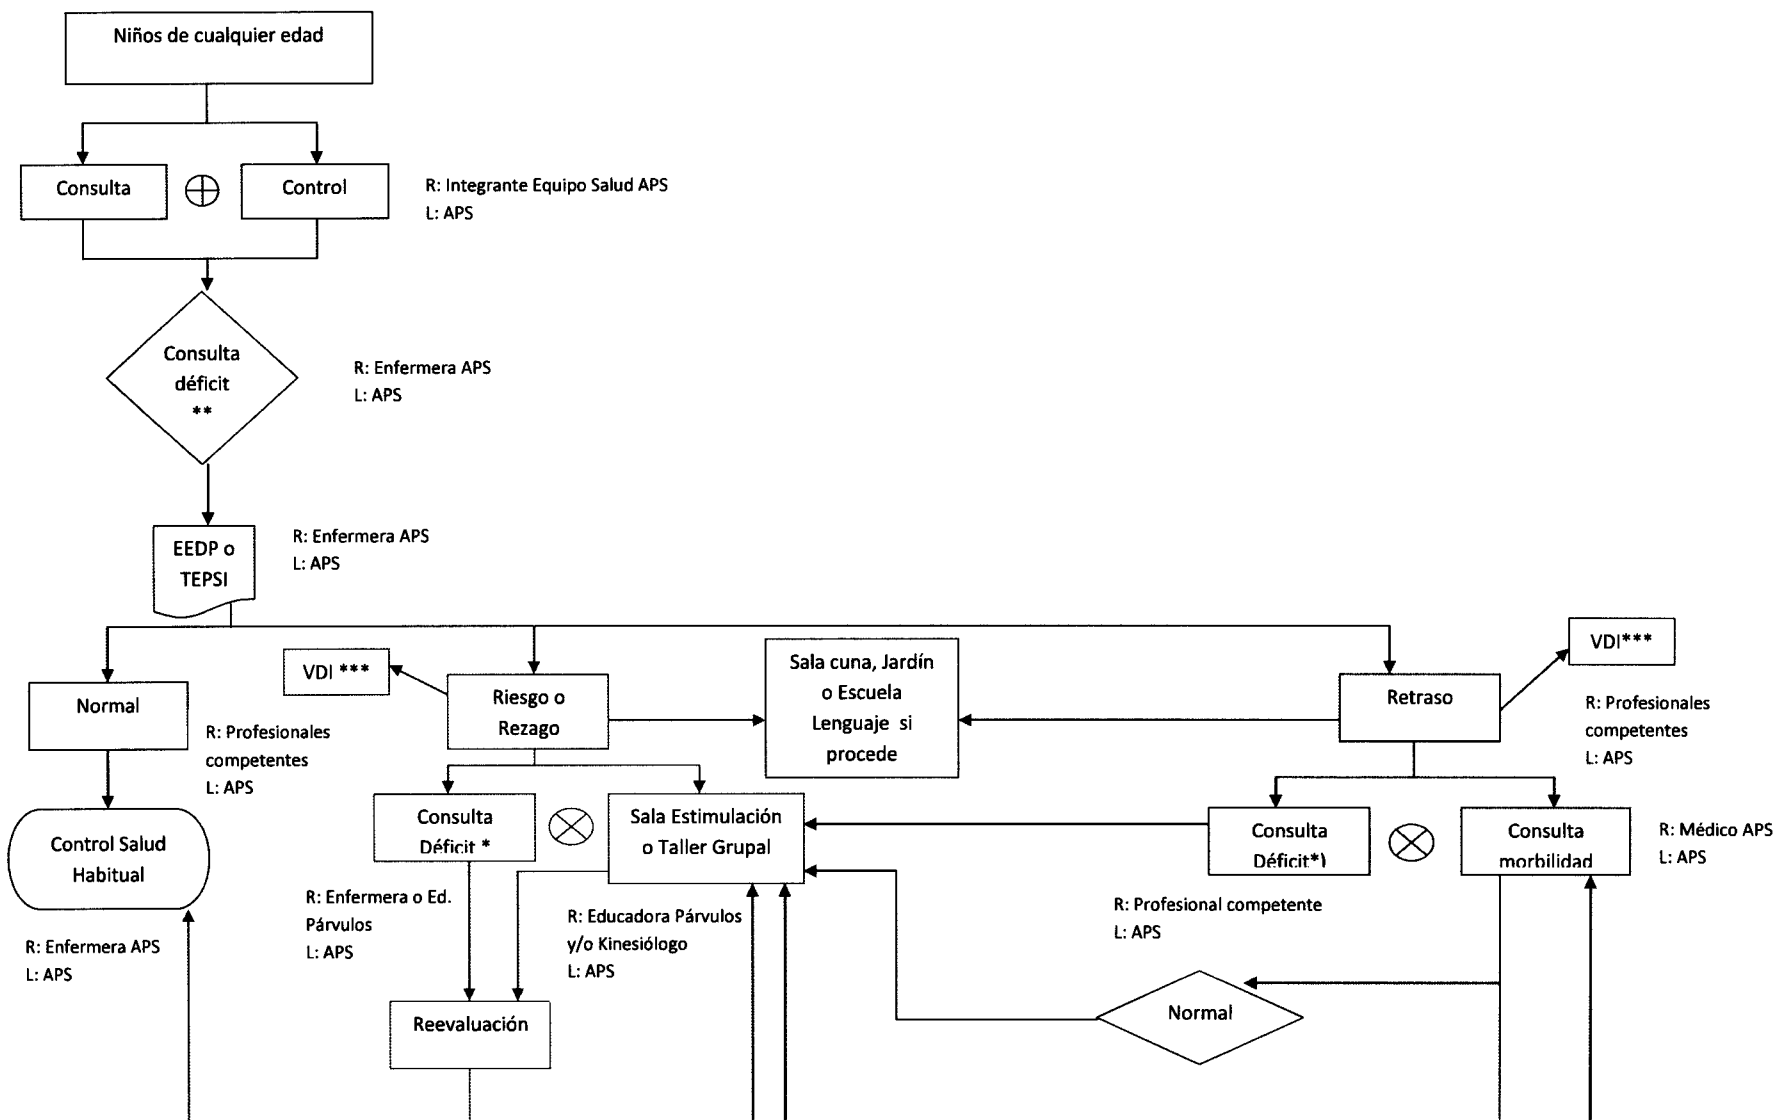 Niños de cualquier edad
Consulta
Control
R: Integrante Equipo Salud APS
L: APS
Consulta
déficit
**
R: Enfermera APS
L: APS
EEDP o
TEPSI
R: Enfermera APS
L: APS
Normal
R: Profesionales
competentes
L: APS
Control Salud
Habitual
R: Enfermera APS
L: APS
VDI ***
Riesgo o
Rezago
Sala cuna, Jardín
o Escuela
Lenguaje si
procede
Retraso
VDI***
R: Profesionales
competentes
L: APS
Consulta
Déficit *
R: Enfermera o Ed.
Párvulos
L: APS
Sala Estimulación
o Taller Grupal
R: Educadora Párvulos
y/o Kinesiólogo
L: APS
Consulta
Déficit*)
R: Profesional competente
L: APS
Consulta
morbilidad
R: Médico APS
L: APS
Reevaluación
Normal